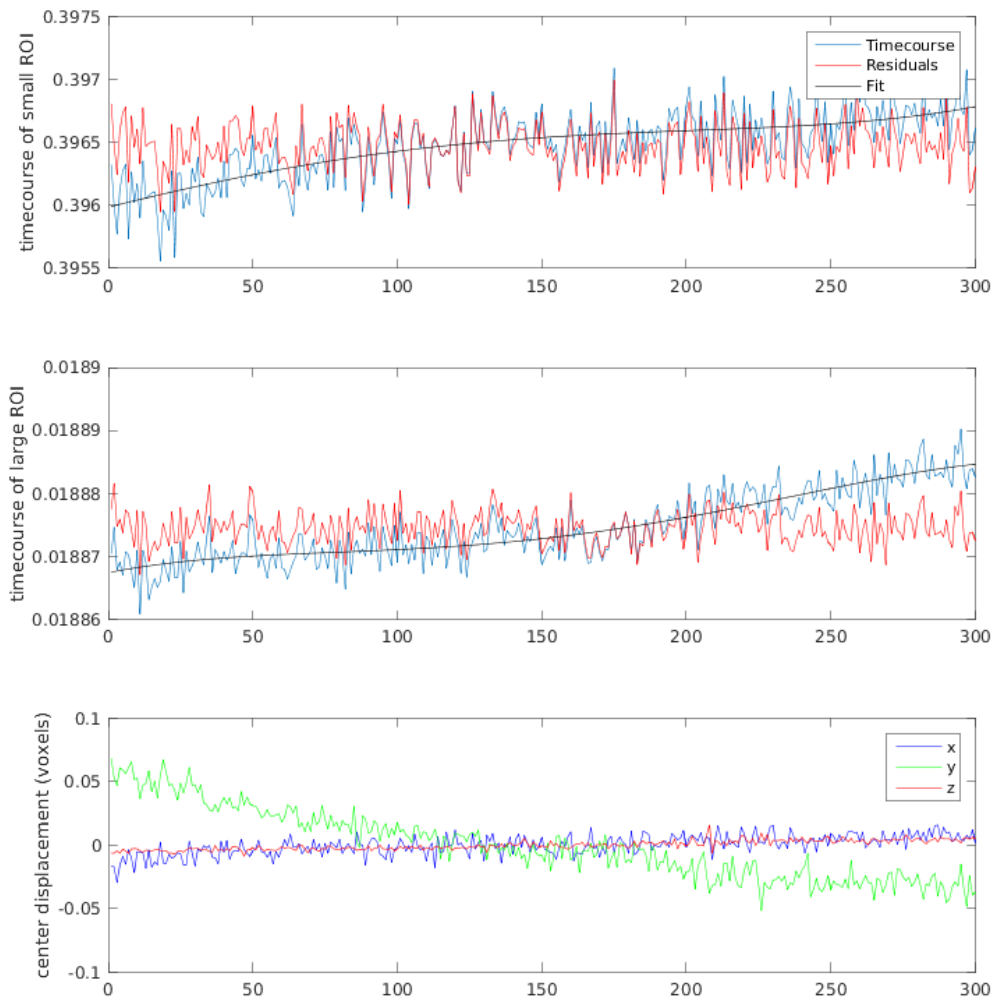 timecourse of small ROI
0.3975
0.397
0.3965
0.396
0.3955
Timecourse
Residuals
Fit
0 50 100 150 200 250 300
timecourse of large ROI
0.0189
0.01889
0.01888
0.01887
0.01886
0 50 100 150 200 250 300
center displacement (voxels)
0.1
0.05
0
-0.05
-0.1
x
y
z
0 50 100 150 200 250 300